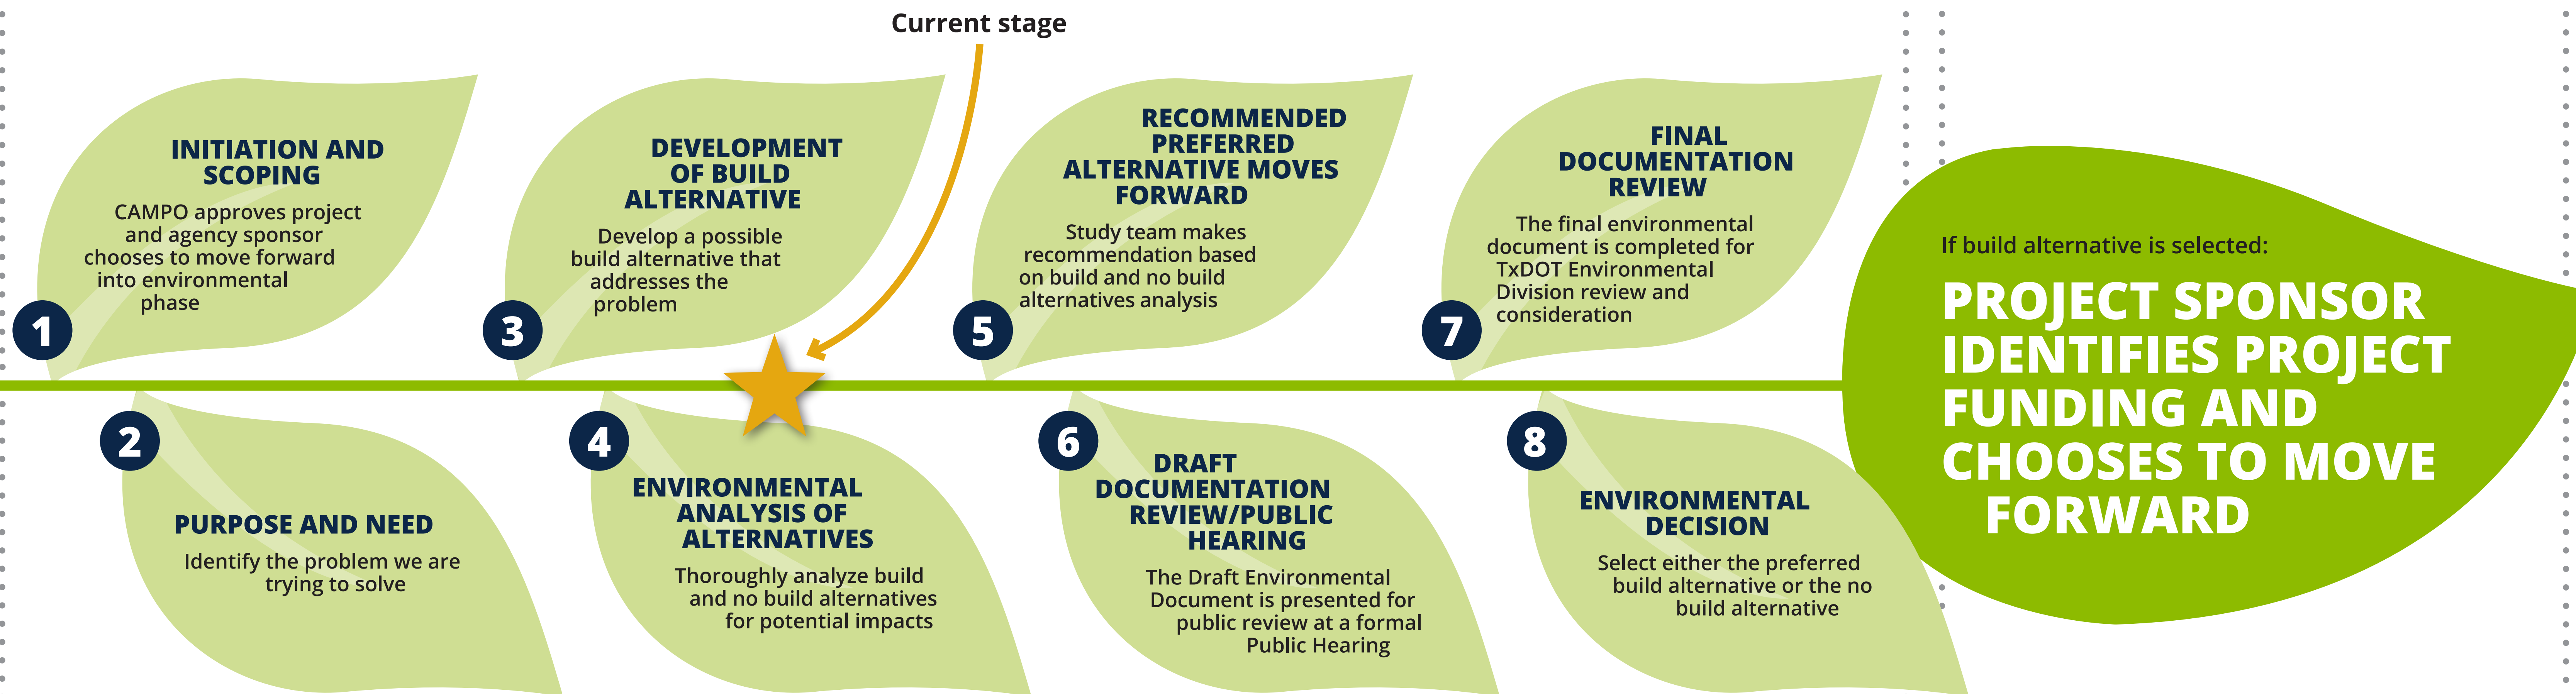 Current stage
1
INITIATION AND
SCOPING
CAMPO approves project
and agency sponsor
chooses to move forward
into environmental
phase
2
PURPOSE AND NEED
Identify the problem we are
trying to solve
3
DEVELOPMENT
OF BUILD
ALTERNATIVE
Develop a possible
build alternative that
addresses the
problem
4
ENVIRONMENTAL
ANALYSIS OF
ALTERNATIVES
Thoroughly analyze build
and no build alternatives
for potential impacts
5
RECOMMENDED
PREFERRED
ALTERNATIVE MOVES
FORWARD
Study team makes
recommendation based
on build and no build
alternatives analysis
6
DRAFT
DOCUMENTATION
REVIEW/PUBLIC
HEARING
The Draft Environmental
Document is presented for
public review at a formal
Public Hearing
7
FINAL
DOCUMENTATION
REVIEW
The final environmental
document is completed for
TxDOT Environmental
Division review and
consideration
8
ENVIRONMENTAL
DECISION
Select either the preferred
build alternative or the no
build alternative
If build alternative is selected:
PROJECT SPONSOR
IDENTIFIES PROJECT
FUNDING AND
CHOOSES TO MOVE
FORWARD